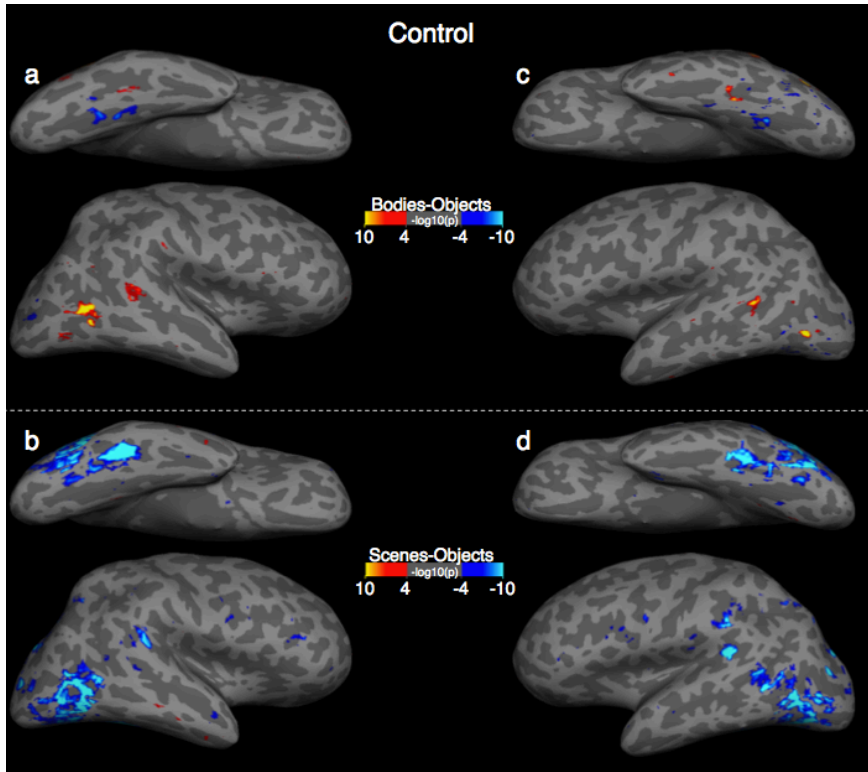 Control
a
c
Bodies-Objects
-log10(p)
10 4 -4 -10
b
d
Scenes-Objects
-log10(p)
10 4 -4 -10